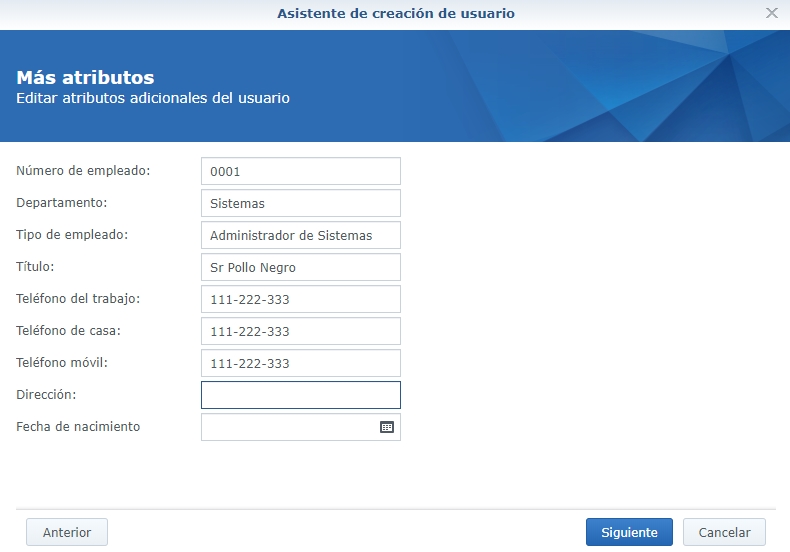 Asistente de creación de usuario
Más atributos
Editar atributos adicionales del usuario
Número de empleado: 0001
Departamento: Sistemas
Tipo de empleado: Administrador de Sistemas
Título: Sr Pollo Negro
Teléfono del trabajo: 111-222-333
Teléfono de casa: 111-222-333
Teléfono móvil: 111-222-333
Dirección:
Fecha de nacimiento
Anterior Siguiente Cancelar